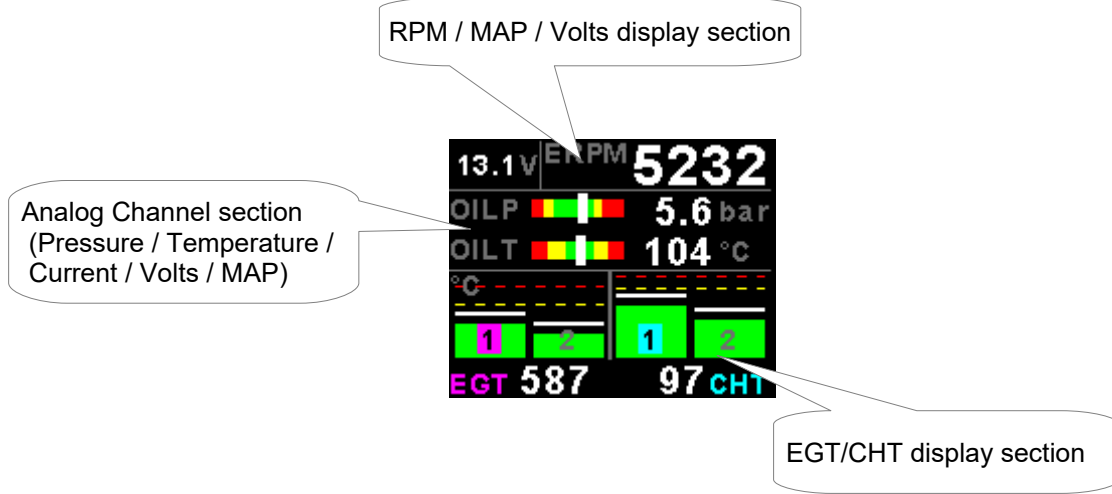 RPM / MAP / Volts display section
13.1V ERPM 5232
Analog Channel section
(Pressure / Temperature /
Current / Volts / MAP)
OILP 5.6 bar
OILT 104 °C
°C
1 2 1 2
EGT 587 97 CHT
EGT/CHT display section